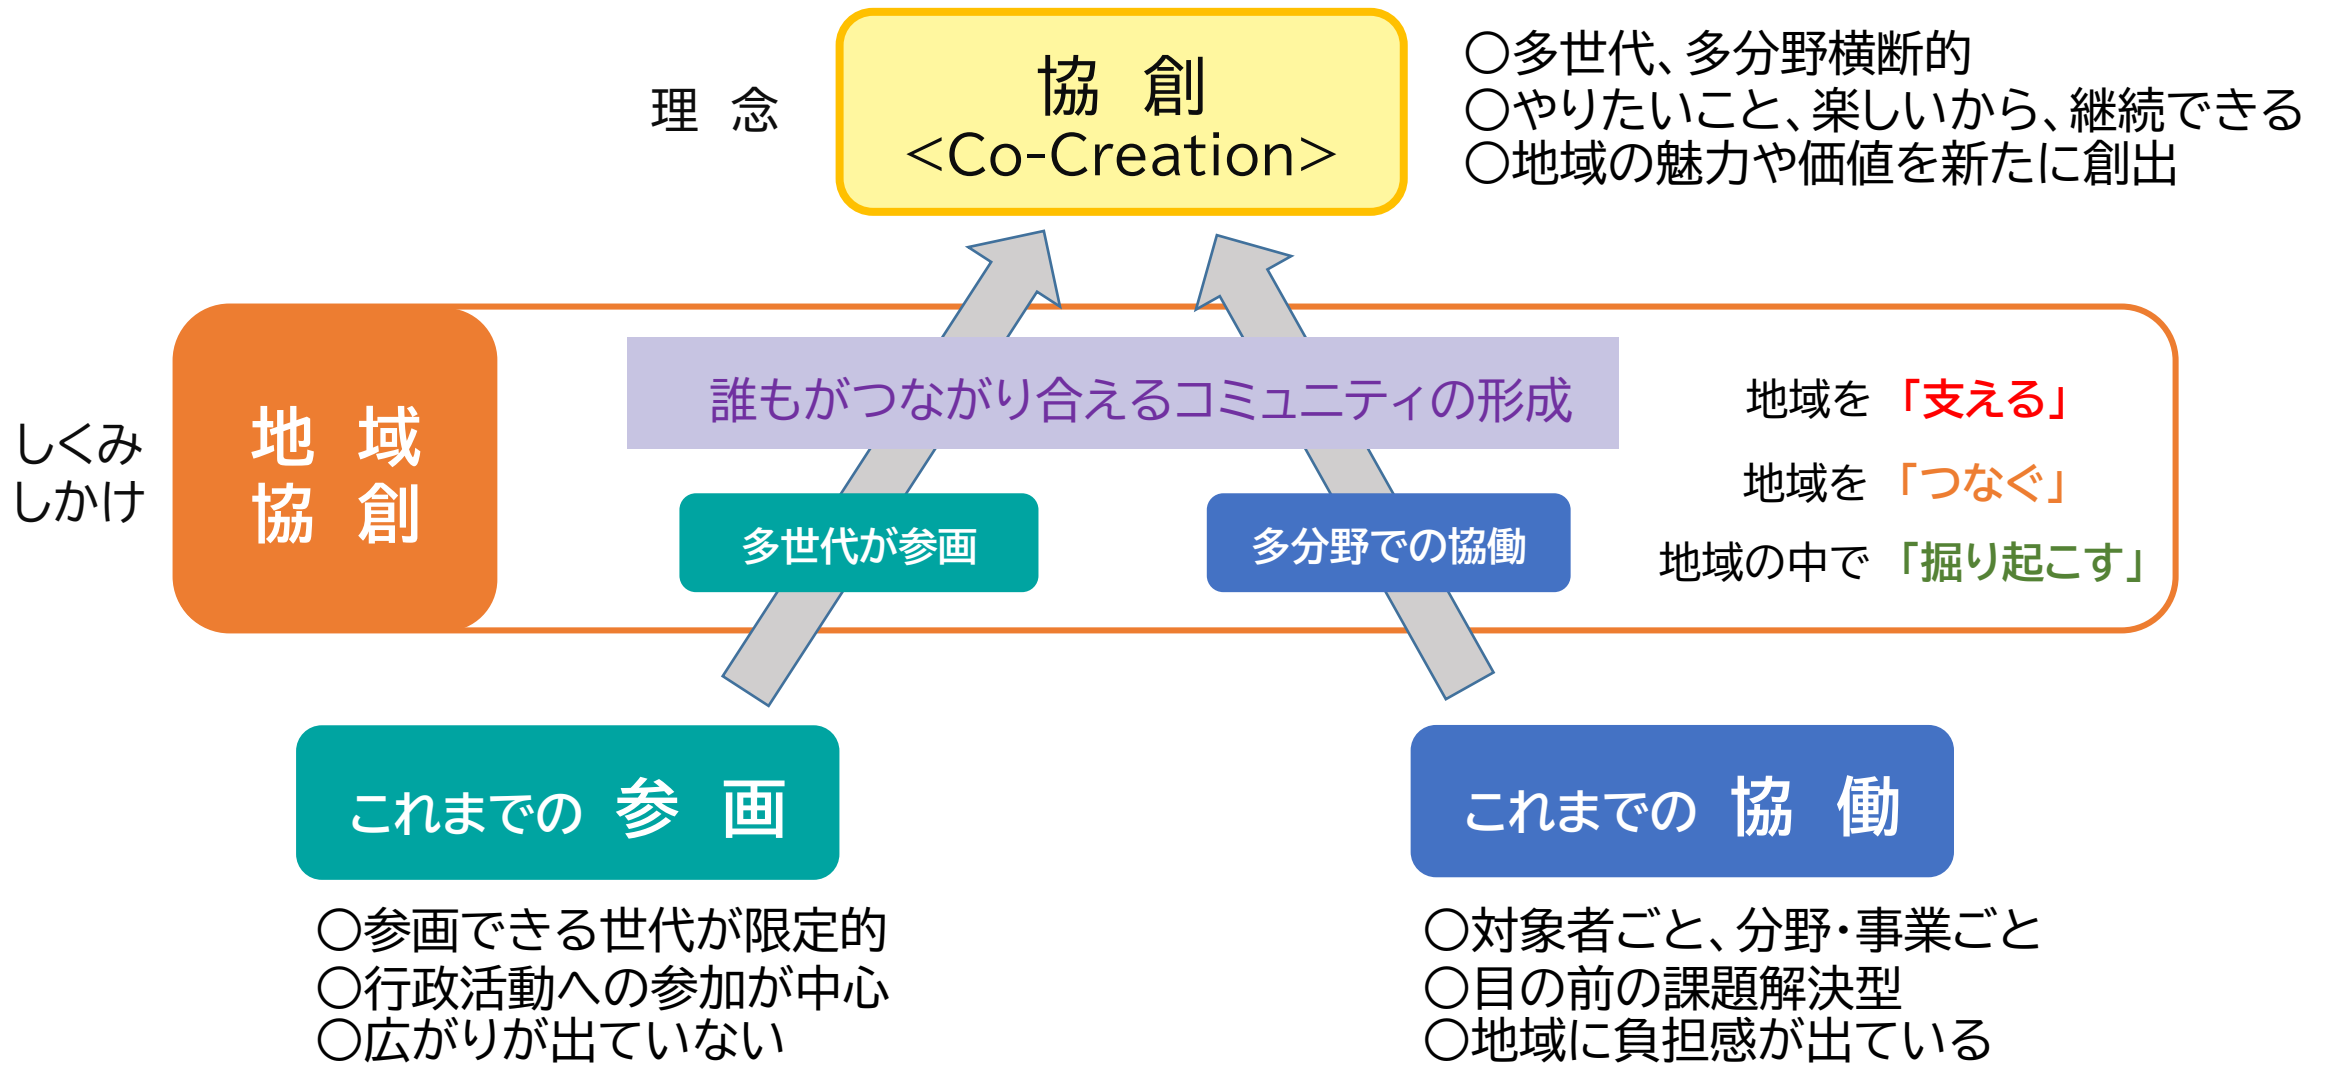 理 念
協 創
<Co-Creation>
○多世代、多分野横断的
○やりたいこと、楽しいから、継続できる
○地域の魅力や価値を新たに創出
しくみ
しかけ
地 域
協 創
誰もがつながり合えるコミュニティの形成
多世代が参画
多分野での協働
地域を「支える」
地域を「つなぐ」
地域の中で「掘り起こす」
これまでの 参 画
○参画できる世代が限定的
○行政活動への参加が中心
○広がりが出ていない
これまでの 協 働
○対象者ごと、分野・事業ごと
○目の前の課題解決型
○地域に負担感が出ている